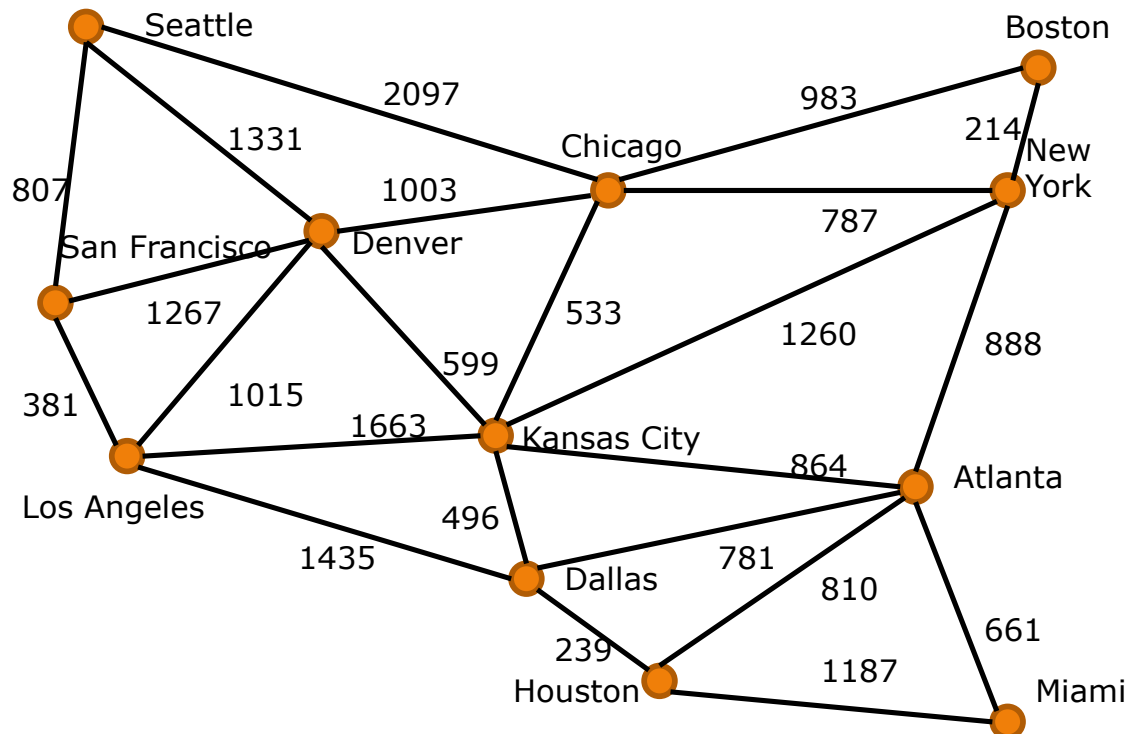 Seattle
Boston
2097
983
214
1331
Chicago
New
York
807
1003
787
San Francisco
Denver
1267
533
1260
888
599
381
1015
1663
Kansas City
864
Atlanta
Los Angeles
496
1435
781
Dallas
810
239
661
1187
Houston
Miami